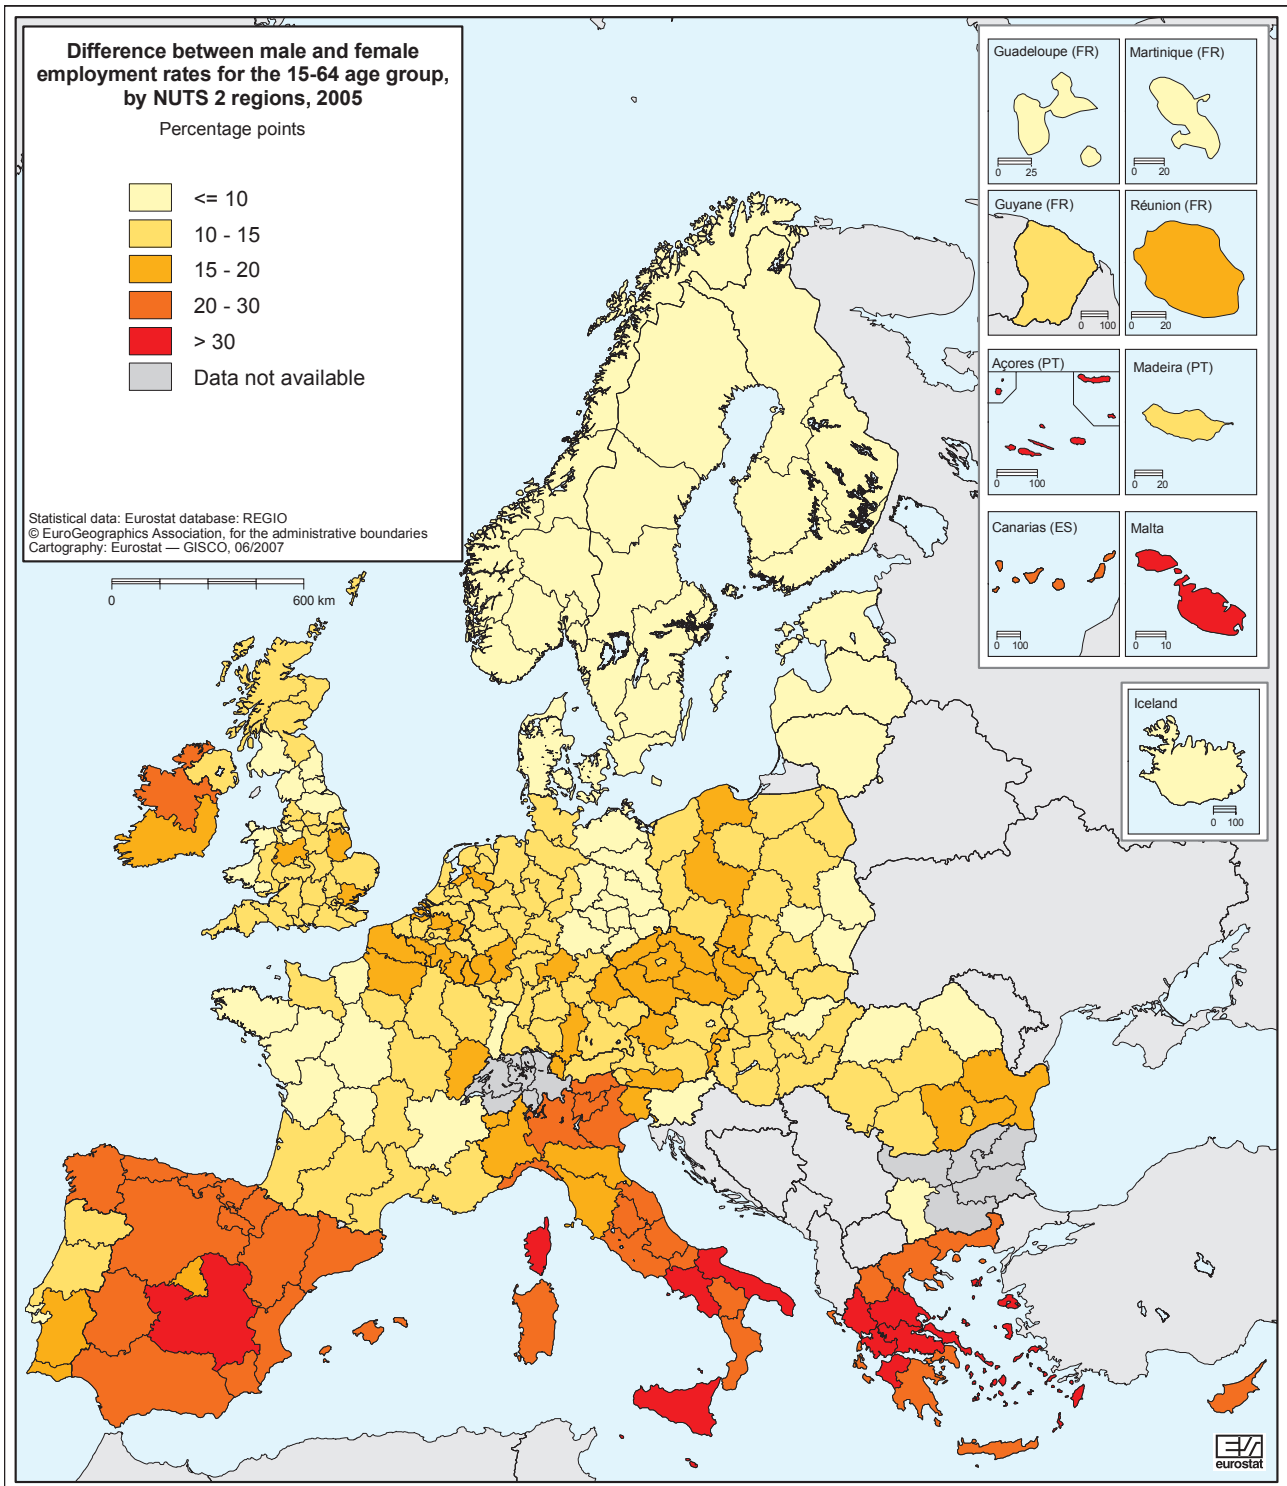 Difference between male and female
employment rates for the 15-64 age group,
by NUTS 2 regions, 2005
Percentage points
<= 10
10 - 15
15 - 20
20 - 30
> 30
Data not available
Statistical data: Eurostat database: REGIO
© EuroGeographics Association, for the administrative boundaries
Cartography: Eurostat — GISCO, 06/2007
0 600 km
Guadeloupe (FR)
0 25
Martinique (FR)
0 20
Guyane (FR)
0 100
Réunion (FR)
0 20
Açores (PT)
0 100
Madeira (PT)
0 20
Canarias (ES)
0 100
Malta
0 10
Iceland
0 100
eurostat